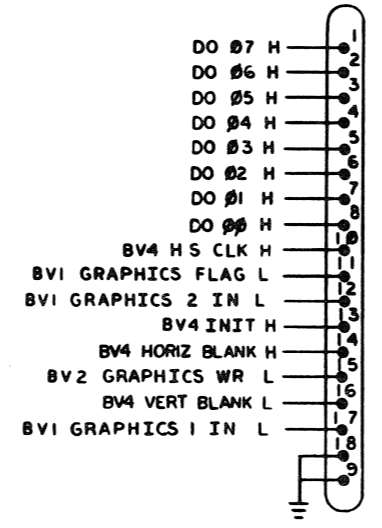 DO Ø7 H 1
DO Ø6 H 2
DO Ø5 H 3
DO Ø4 H 4
DO Ø3 H 5
DO Ø2 H 6
DO Ø1 H 7
DO ØØ H 8
BV4 H S CLK H 10
BV1 GRAPHICS FLAG L 11
BV1 GRAPHICS 2 IN L 12
BV4 INIT H 13
BV4 HORIZ BLANK H 14
BV2 GRAPHICS WR L 15
BV4 VERT BLANK L 16
BV1 GRAPHICS 1 IN L 17
18
9